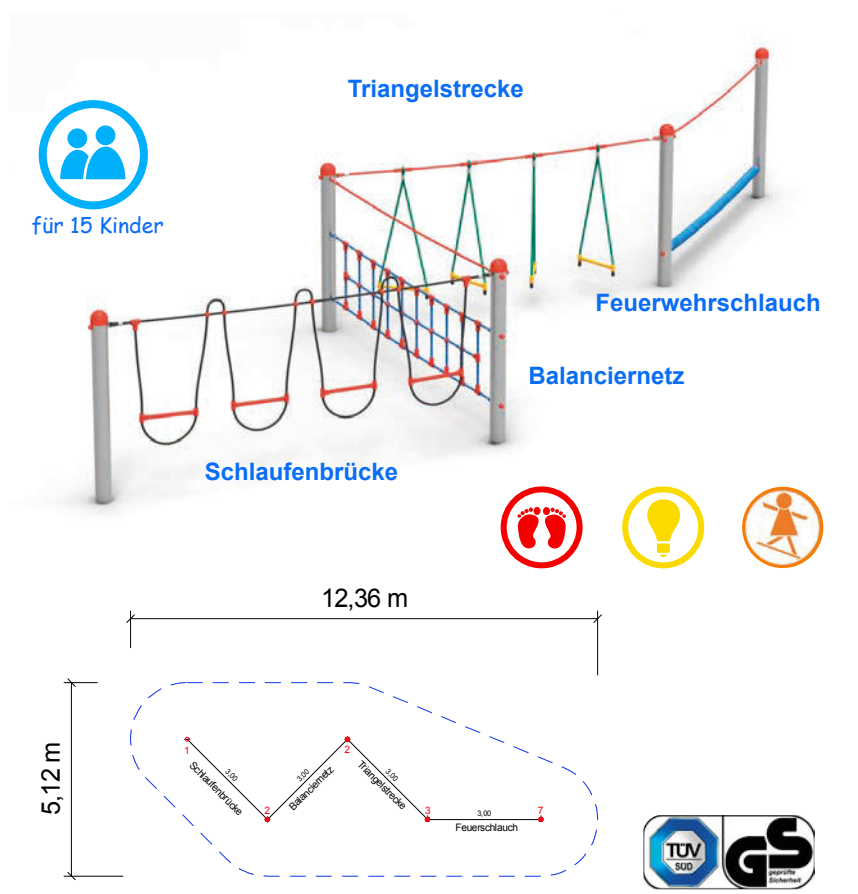 Triangelstrecke
für 15 Kinder
Feuerwehrschlauch
Balanciernetz
Schlaufenbrücke
12,36 m
5,12 m
1
3,00
Schlaufenbrücke
2
3,00
Balanciernetz
2
3,00
Triangelstrecke
3
3,00
Feuerschlauch
7
TÜV
SÜD
GS
geprüfte
Sicherheit